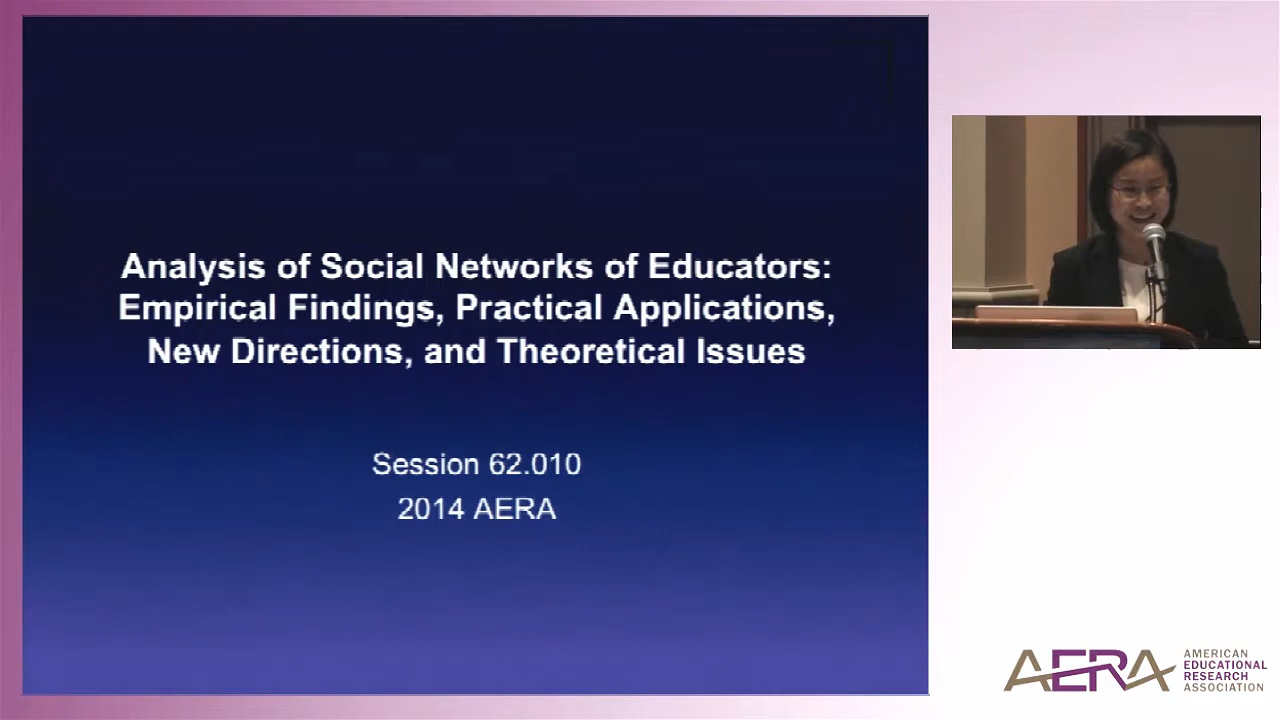 Analysis of Social Networks of Educators:
Empirical Findings, Practical Applications,
New Directions, and Theoretical Issues
Session 62.010
2014 AERA
AERA
AMERICAN
EDUCATIONAL
RESEARCH
ASSOCIATION